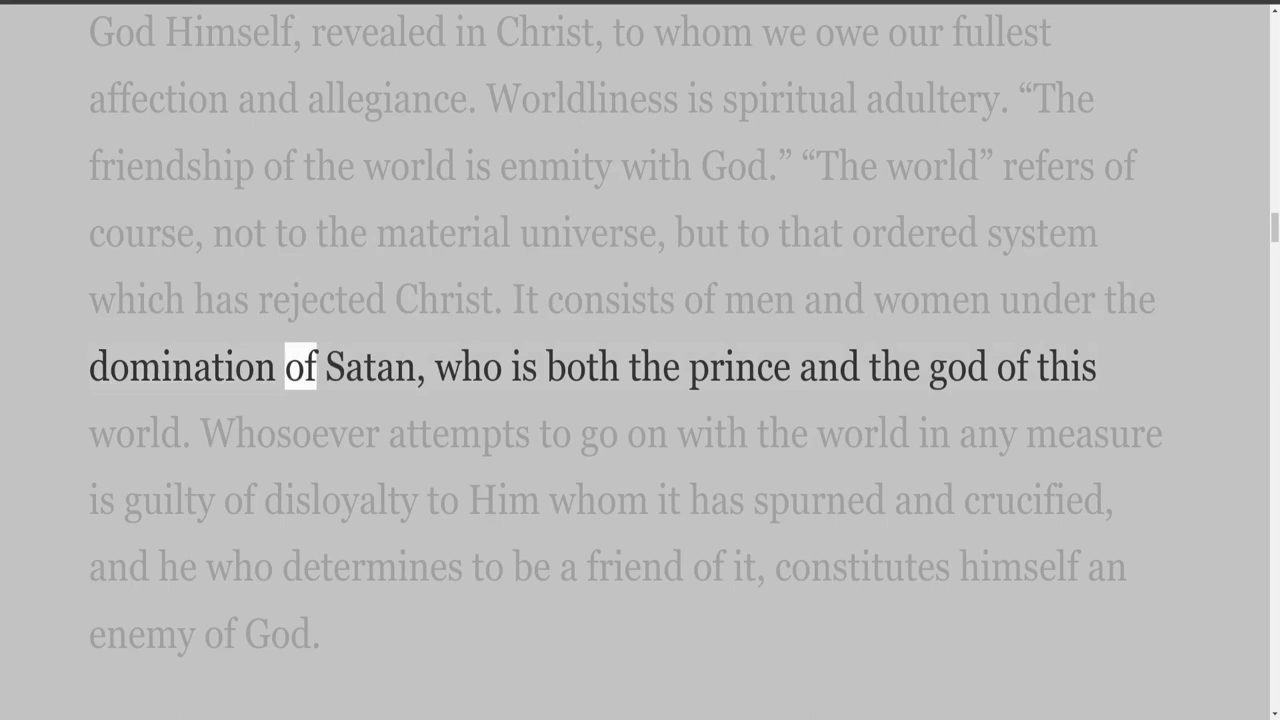 God Himself, revealed in Christ, to whom we owe our fullest
affection and allegiance. Worldliness is spiritual adultery. “The
friendship of the world is enmity with God.” “The world” refers of
course, not to the material universe, but to that ordered system
which has rejected Christ. It consists of men and women under the
domination of Satan, who is both the prince and the god of this
world. Whosoever attempts to go on with the world in any measure
is guilty of disloyalty to Him whom it has spurned and crucified,
and he who determines to be a friend of it, constitutes himself an
enemy of God.